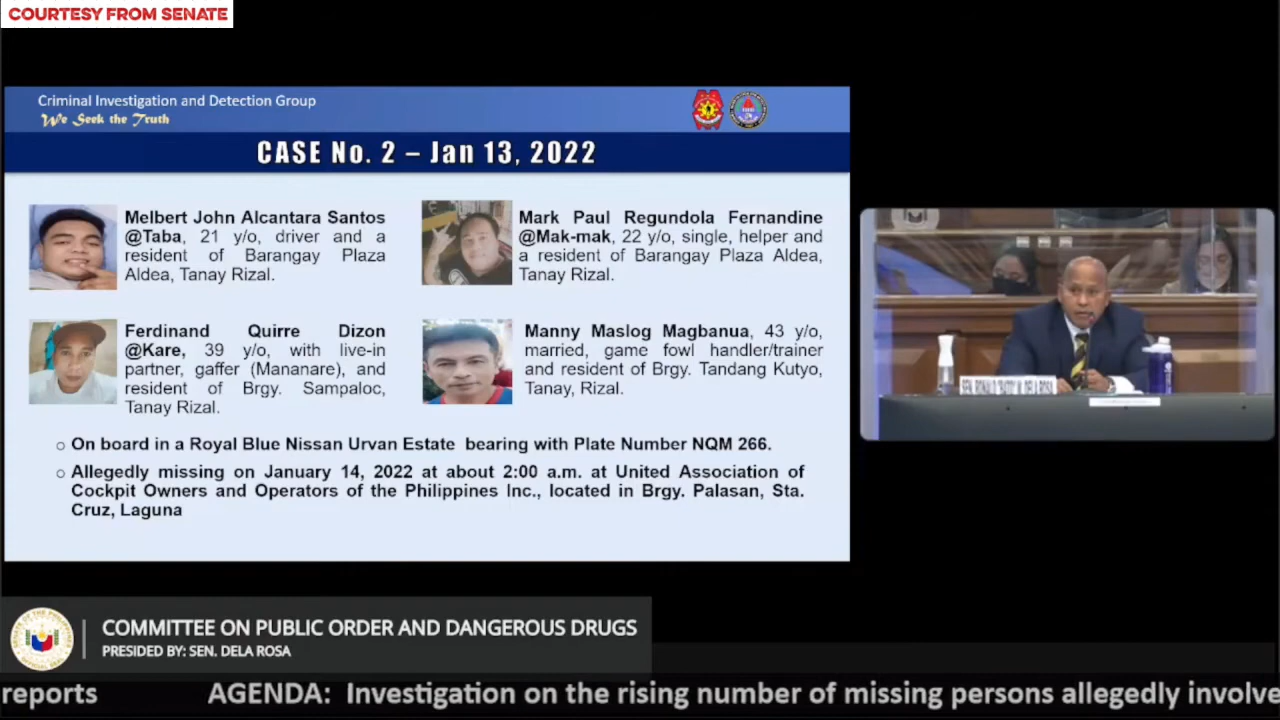 COURTESY FROM SENATE
Criminal Investigation and Detection Group
We Seek the Truth
CASE No. 2 – Jan 13, 2022
Melbert John Alcantara Santos
@Taba, 21 y/o, driver and a
resident of Barangay Plaza
Aldea, Tanay Rizal.
Mark Paul Regundola Fernandine
@Mak-mak, 22 y/o, single, helper and
a resident of Barangay Plaza Aldea,
Tanay Rizal.
Ferdinand Quirre Dizon
@Kare, 39 y/o, with live-in
partner, gaffer (Mananare), and
resident of Brgy. Sampaloc,
Tanay Rizal.
Manny Maslog Magbanua, 43 y/o,
married, game fowl handler/trainer
and resident of Brgy. Tandang Kutyo,
Tanay, Rizal.
On board in a Royal Blue Nissan Urvan Estate bearing with Plate Number NQM 266.
Allegedly missing on January 14, 2022 at about 2:00 a.m. at United Association of
Cockpit Owners and Operators of the Philippines Inc., located in Brgy. Palasan, Sta.
Cruz, Laguna
SEN. RONALD "BATO" M. DELA ROSA
COMMITTEE ON PUBLIC ORDER AND DANGEROUS DRUGS
PRESIDED BY: SEN. DELA ROSA
reports AGENDA: Investigation on the rising number of missing persons allegedly involve